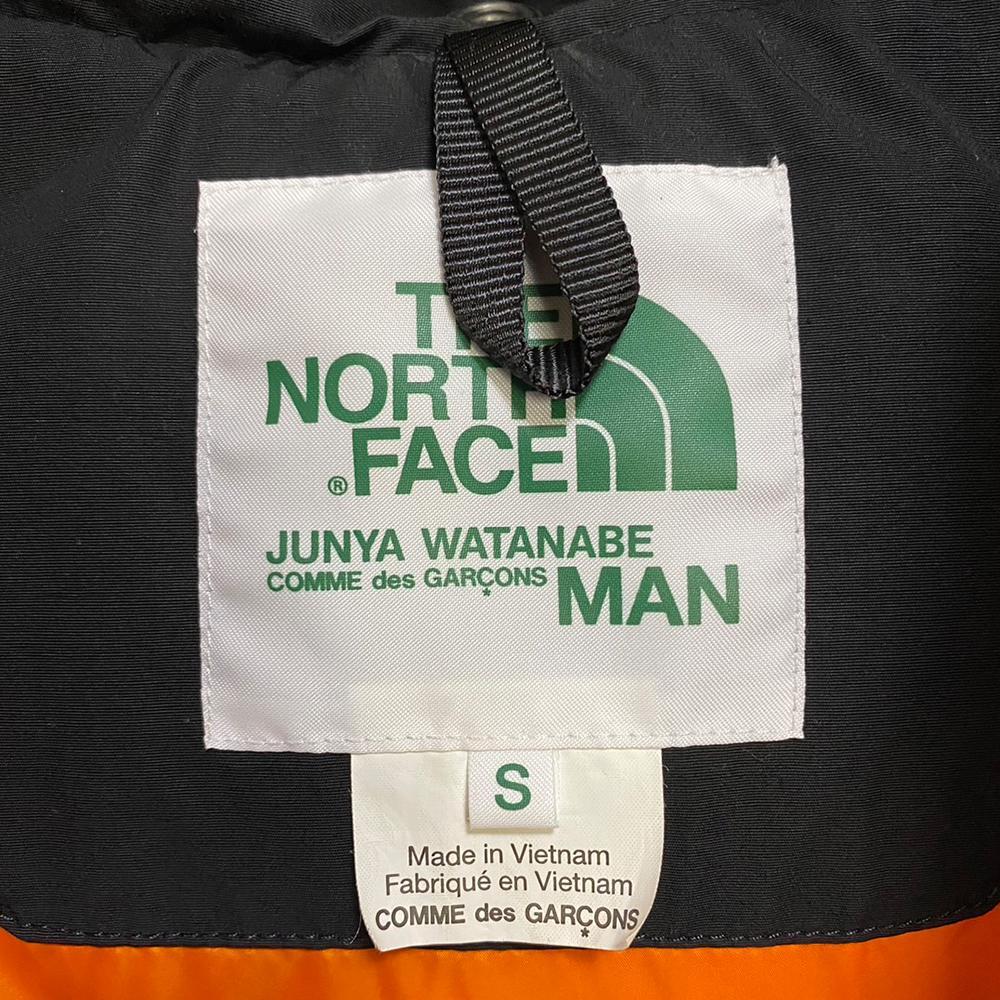 THE
NORTH
®FACE
JUNYA WATANABE
COMME des GARÇONS
MAN
S
Made in Vietnam
Fabriqué en Vietnam
COMME des GARÇONS
*